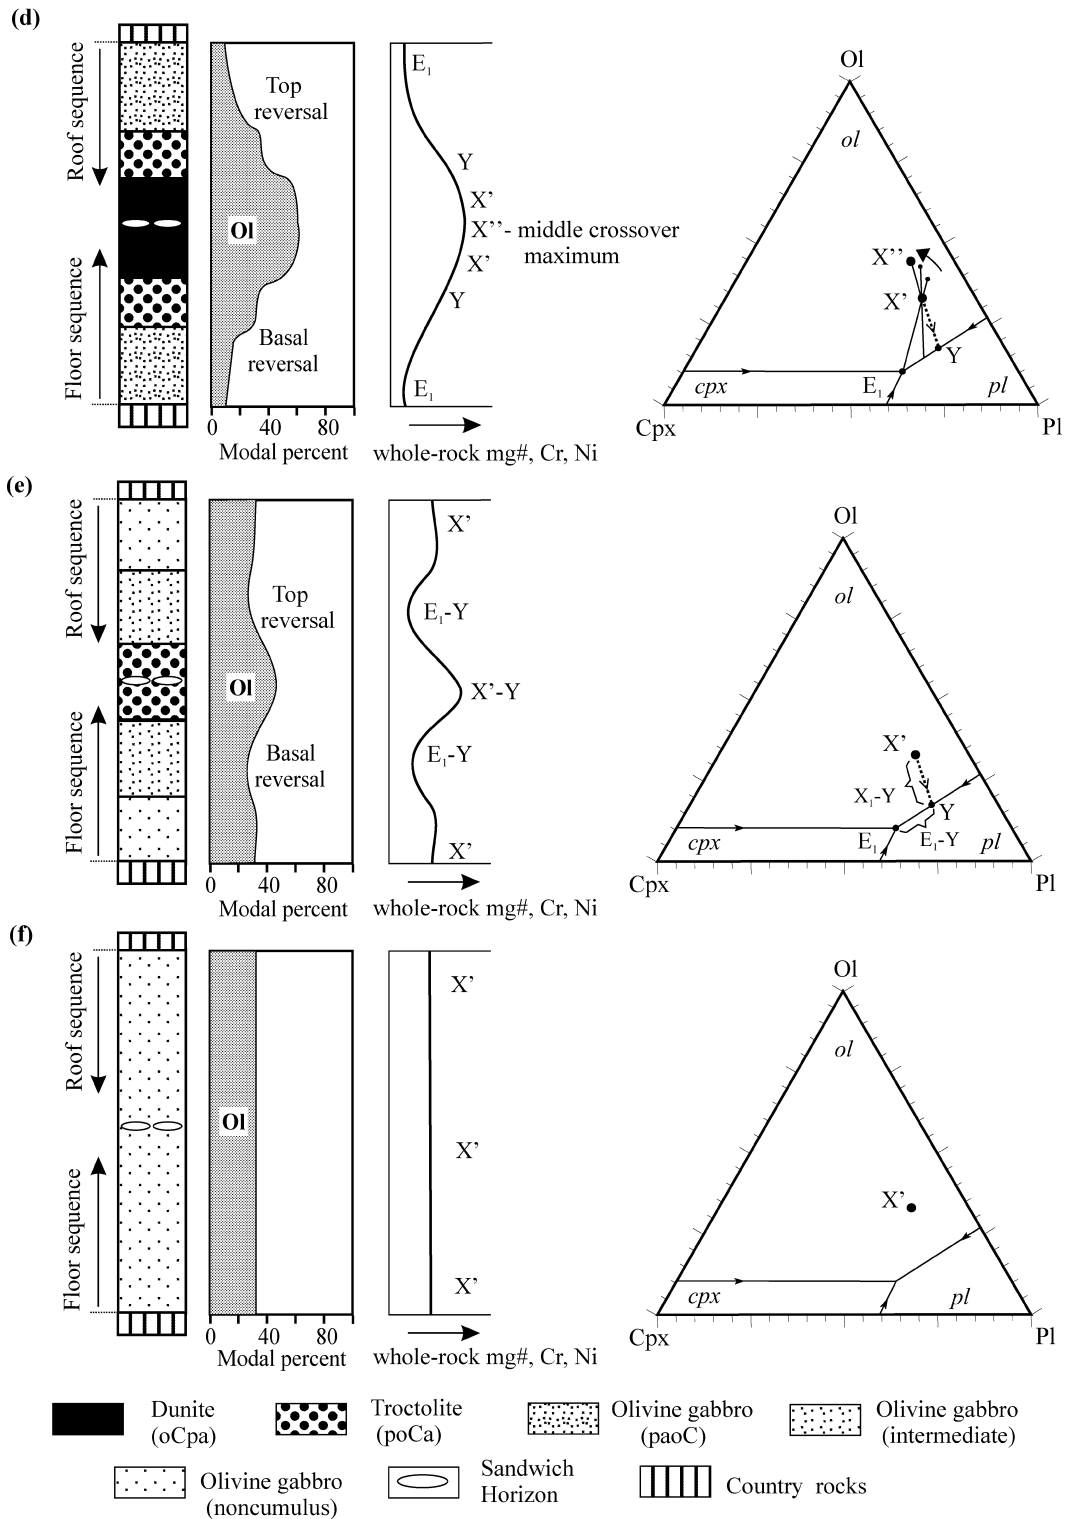 (d)
Roof sequence
Floor sequence
Top
reversal
Ol
Basal
reversal
0 40 80
Modal percent
E1
Y
X’
X’’- middle crossover
maximum
X’
Y
E1
whole-rock mg#, Cr, Ni
Ol
ol
X’’
X’
Y
E1
cpx
pl
Cpx
Pl
(e)
Roof sequence
Floor sequence
Top
reversal
Ol
Basal
reversal
0 40 80
Modal percent
X’
E1-Y
X’-Y
E1-Y
X’
whole-rock mg#, Cr, Ni
Ol
ol
X’
X1-Y
Y
E1
E1-Y
cpx
pl
Cpx
Pl
(f)
Roof sequence
Floor sequence
Ol
0 40 80
Modal percent
X’
X’
X’
whole-rock mg#, Cr, Ni
Ol
ol
X’
cpx
pl
Cpx
Pl
Dunite
(oCpa)
Troctolite
(poCa)
Olivine gabbro
(paoC)
Olivine gabbro
(intermediate)
Olivine gabbro
(noncumulus)
Sandwich
Horizon
Country rocks